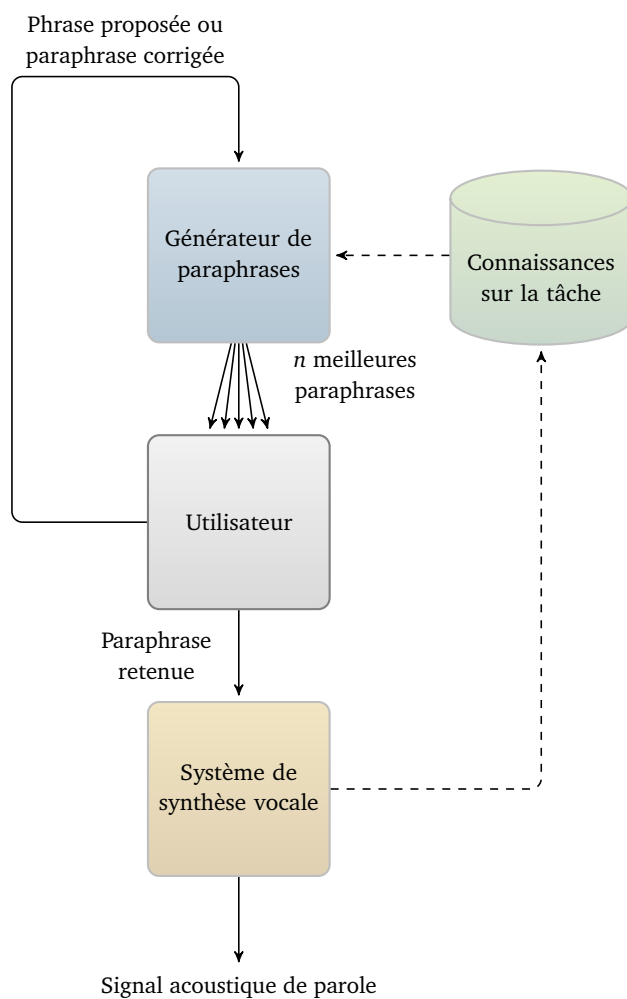 Phrase proposée ou
paraphrase corrigée
Générateur de
paraphrases
Connaissances
sur la tâche
n meilleures
paraphrases
Utilisateur
Paraphrase
retenue
Système de
synthèse vocale
Signal acoustique de parole